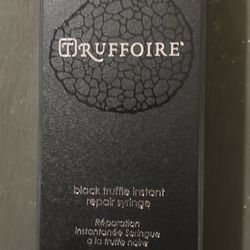 TRUFFOIRE
black truffle instant
repair syringe
Réparation
Instantanée Seringue
à la truffe noire